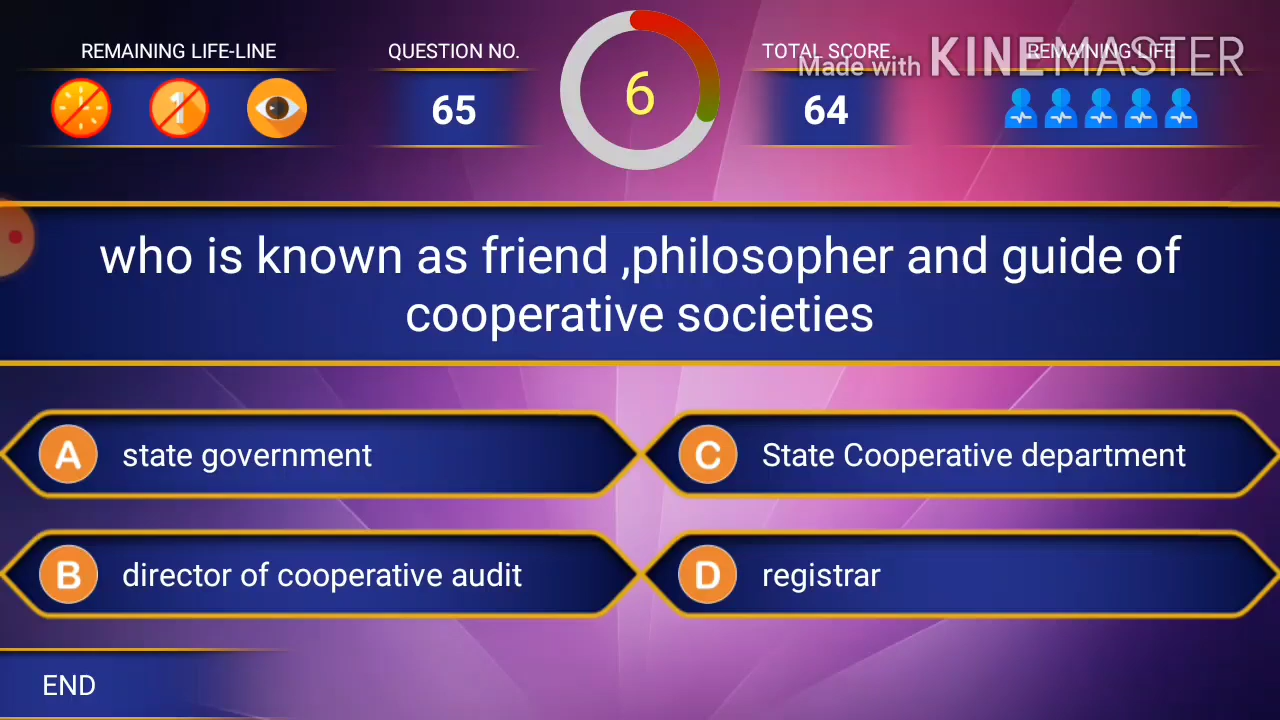 REMAINING LIFE-LINE
QUESTION NO.
TOTAL SCORE
REMAINING LIFE
Made with KINEMASTER
1
65
6
64
who is known as friend ,philosopher and guide of
cooperative societies
A state government
C State Cooperative department
B director of cooperative audit
D registrar
END